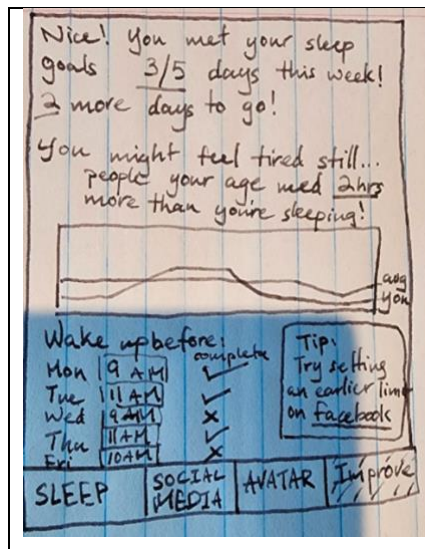 Nice! You met your sleep
goals 3/5 days this week!
2 more days to go!
You might feel tired still...
people your age need 2hrs
more than you're sleeping!
avg
you
Wake up before:
complete
Mon 9 AM ✓
Tue 11 AM ✓
Wed 9 AM ×
Thu 11 AM ✓
Fri 10 AM ×
Tip:
Try setting
an earlier limit
on facebook
SLEEP
SOCIAL
MEDIA
AVATAR
Improve